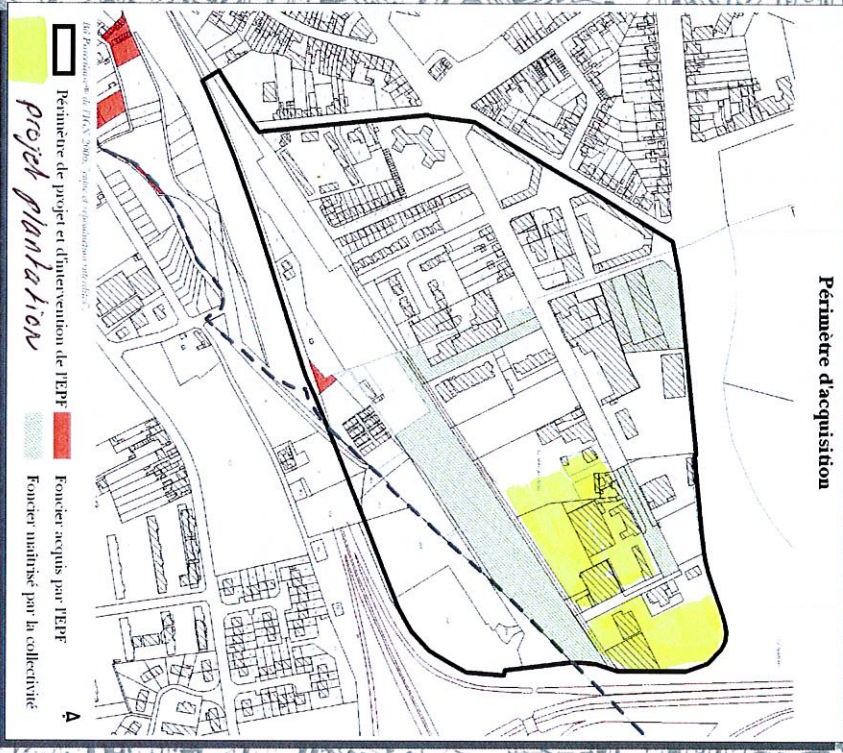 Périmètre d'acquisition
Périmètre de projet et d'intervention de l'EPF
Foncier acquis par l'EPF
projet plantation
Foncier maîtrisé par la collectivité